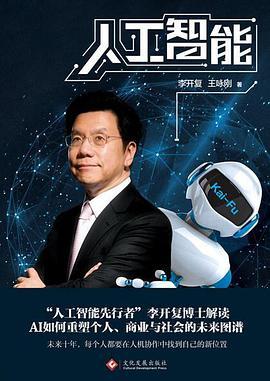 人工智能
李开复 王咏刚 著
Kai-Fu
“人工智能先行者”李开复博士解读
AI如何重塑个人、商业与社会的未来图谱
未来十年，每个人都要在人机协作中找到自己的新位置
文化发展出版社
Cultural Development Press